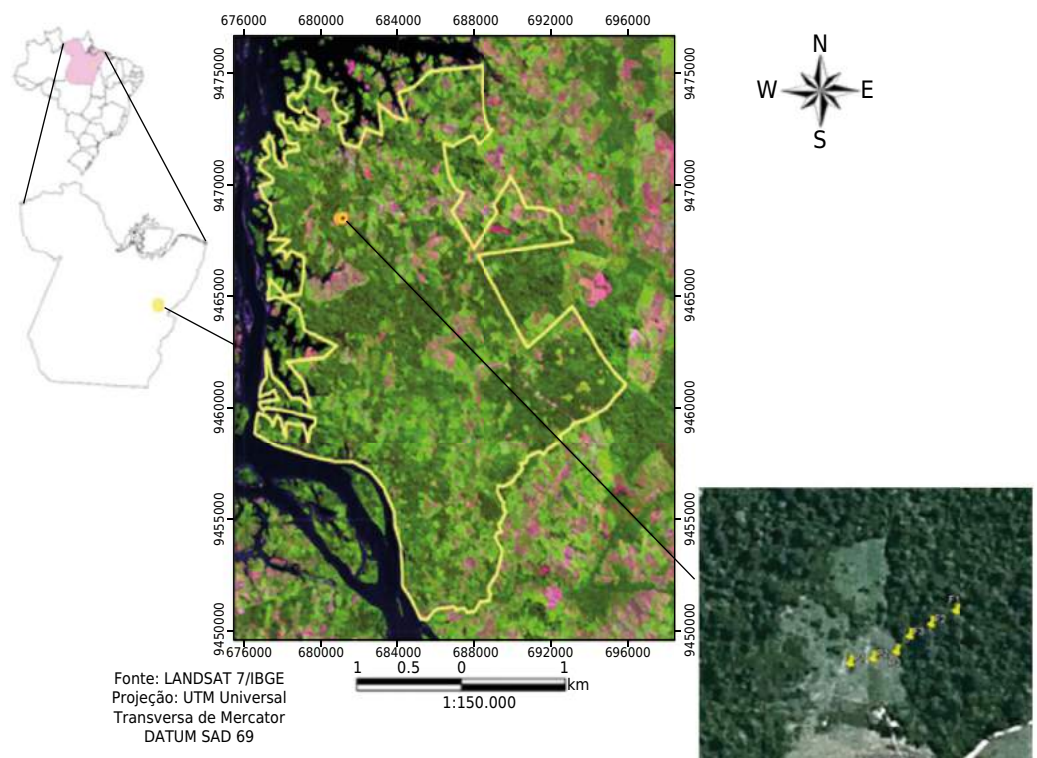 676000 680000 684000 688000 692000 696000
9475000
9470000
9465000
9460000
9455000
9450000
9475000
9470000
9465000
9460000
9455000
9450000
676000 680000 684000 688000 692000 696000
N
W E
S
Fonte: LANDSAT 7/IBGE
Projeção: UTM Universal
Transversa de Mercator
DATUM SAD 69
1 0.5 0 1
km
1:150.000